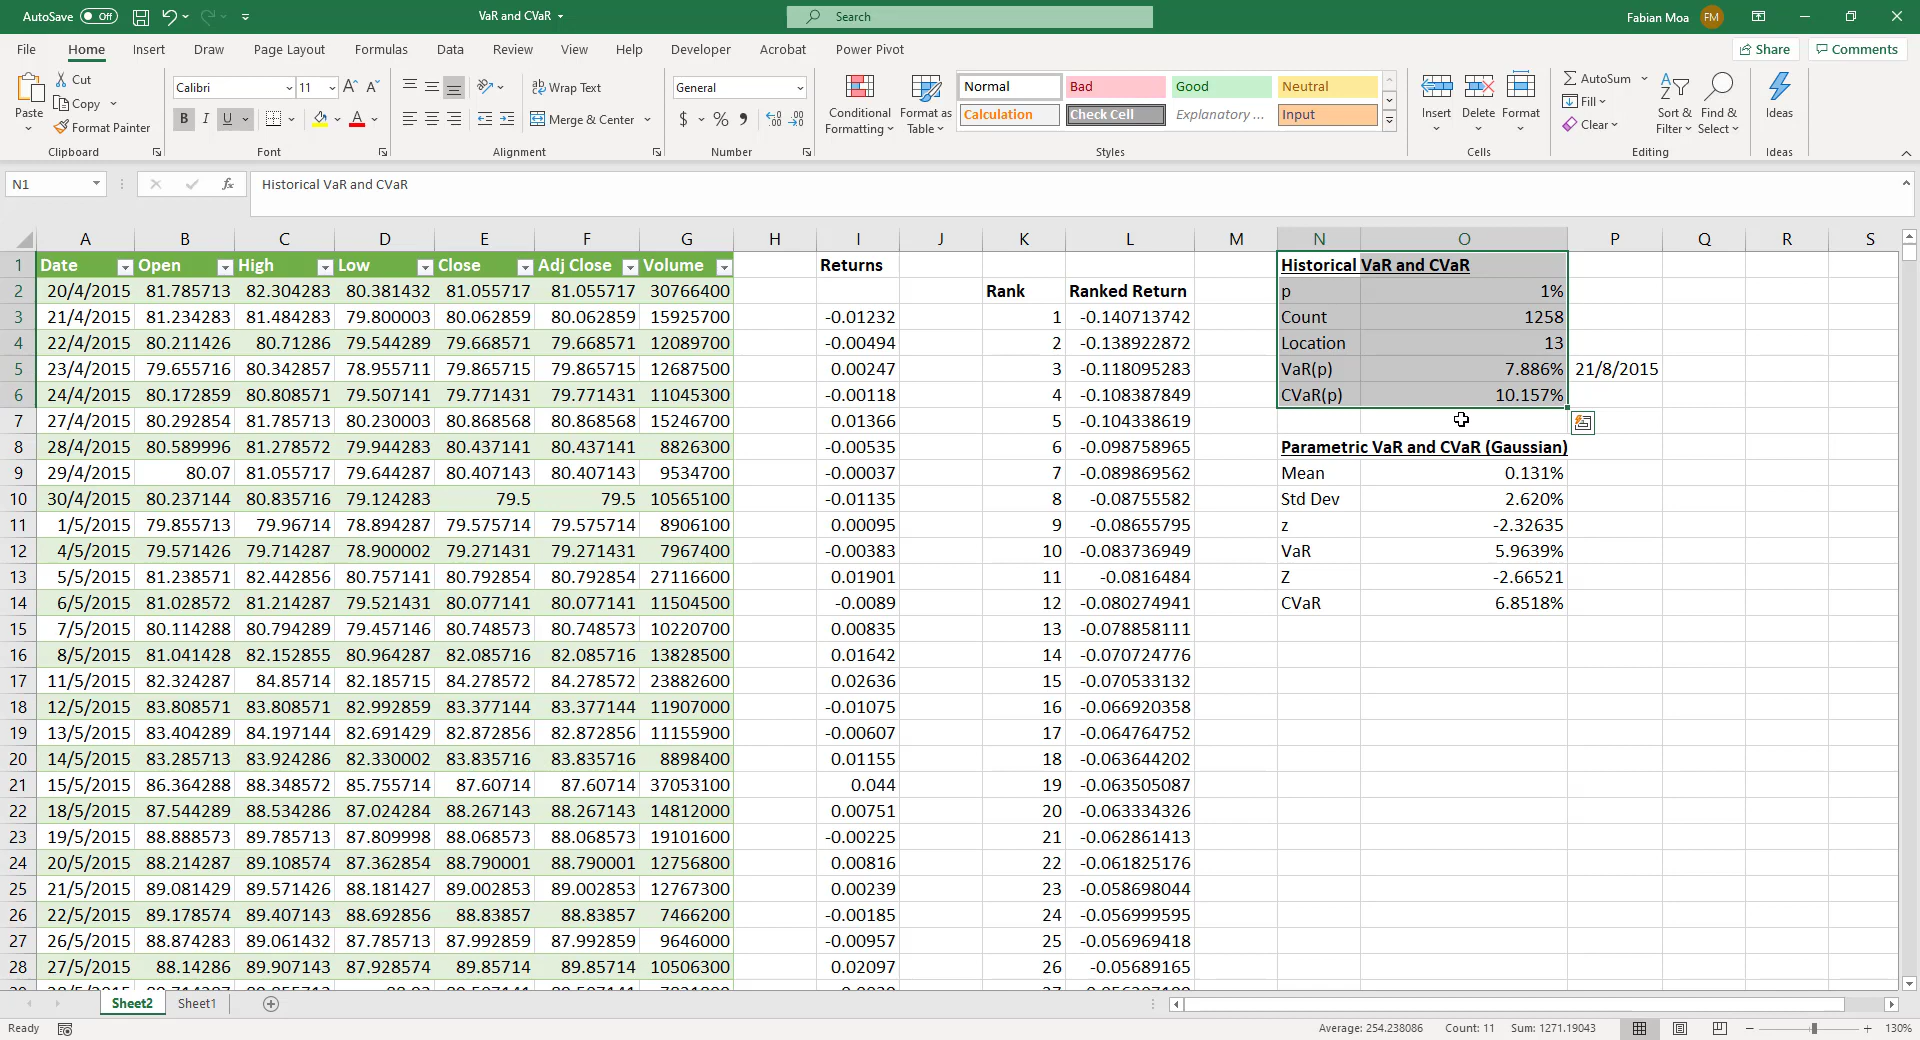 AutoSave Off VaR and CVaR Search Fabian Moa FM
File Home Insert Draw Page Layout Formulas Data Review View Help Developer Acrobat Power Pivot Share Comments
Paste Cut Copy Format Painter Clipboard
Calibri 11 B I U A Font
Wrap Text Merge & Center Alignment
General $ % Number
Conditional Formatting Format as Table
Normal Bad Good Neutral
Calculation Check Cell Explanatory ... Input
Styles
Insert Delete Format Cells
AutoSum Fill Clear Sort & Filter Find & Select Editing
Ideas Ideas
N1 fx Historical VaR and CVaR
A B C D E F G H I J K L M N O P Q R S
1 Date Open High Low Close Adj Close Volume Returns Historical VaR and CVaR
2 20/4/2015 81.785713 82.304283 80.381432 81.055717 81.055717 30766400 Rank Ranked Return p 1%
3 21/4/2015 81.234283 81.484283 79.800003 80.062859 80.062859 15925700 -0.01232 1 -0.140713742 Count 1258
4 22/4/2015 80.211426 80.71286 79.544289 79.668571 79.668571 12089700 -0.00494 2 -0.138922872 Location 13
5 23/4/2015 79.655716 80.342857 78.955711 79.865715 79.865715 12687500 0.00247 3 -0.118095283 VaR(p) 7.886% 21/8/2015
6 24/4/2015 80.172859 80.808571 79.507141 79.771431 79.771431 11045300 -0.00118 4 -0.108387849 CVaR(p) 10.157%
7 27/4/2015 80.292854 81.785713 80.230003 80.868568 80.868568 15246700 0.01366 5 -0.104338619
8 28/4/2015 80.589996 81.278572 79.944283 80.437141 80.437141 8826300 -0.00535 6 -0.098758965 Parametric VaR and CVaR (Gaussian)
9 29/4/2015 80.07 81.055717 79.644287 80.407143 80.407143 9534700 -0.00037 7 -0.089869562 Mean 0.131%
10 30/4/2015 80.237144 80.835716 79.124283 79.5 79.5 10565100 -0.01135 8 -0.08755582 Std Dev 2.620%
11 1/5/2015 79.855713 79.96714 78.894287 79.575714 79.575714 8906100 0.00095 9 -0.08655795 z -2.32635
12 4/5/2015 79.571426 79.714287 78.900002 79.271431 79.271431 7967400 -0.00383 10 -0.083736949 VaR 5.9639%
13 5/5/2015 81.238571 82.442856 80.757141 80.792854 80.792854 27116600 0.01901 11 -0.0816484 Z -2.66521
14 6/5/2015 81.028572 81.214287 79.521431 80.077141 80.077141 11504500 -0.0089 12 -0.080274941 CVaR 6.8518%
15 7/5/2015 80.114288 80.794289 79.457146 80.748573 80.748573 10220700 0.00835 13 -0.078858111
16 8/5/2015 81.041428 82.152855 80.964287 82.085716 82.085716 13828500 0.01642 14 -0.070724776
17 11/5/2015 82.324287 84.85714 82.185715 84.278572 84.278572 23882600 0.02636 15 -0.070533132
18 12/5/2015 83.808571 83.808571 82.992859 83.377144 83.377144 11907000 -0.01075 16 -0.066920358
19 13/5/2015 83.404289 84.197144 82.691429 82.872856 82.872856 11155900 -0.00607 17 -0.064764752
20 14/5/2015 83.285713 83.924286 82.330002 83.835716 83.835716 8898400 0.01155 18 -0.063644202
21 15/5/2015 86.364288 88.348572 85.755714 87.60714 87.60714 37053100 0.044 19 -0.063505087
22 18/5/2015 87.544289 88.534286 87.024284 88.267143 88.267143 14812000 0.00751 20 -0.063334326
23 19/5/2015 88.888573 89.785713 87.809998 88.068573 88.068573 19101600 -0.00225 21 -0.062861413
24 20/5/2015 88.214287 89.108574 87.362854 88.790001 88.790001 12756800 0.00816 22 -0.061825176
25 21/5/2015 89.081429 89.571426 88.181427 89.002853 89.002853 12767300 0.00239 23 -0.058698044
26 22/5/2015 89.178574 89.407143 88.692856 88.83857 88.83857 7466200 -0.00185 24 -0.056999595
27 26/5/2015 88.874283 89.061432 87.785713 87.992859 87.992859 9646000 -0.00957 25 -0.056969418
28 27/5/2015 88.14286 89.907143 87.928574 89.85714 89.85714 10506300 0.02097 26 -0.05689165
Sheet2 Sheet1
Ready Average: 254.238086 Count: 11 Sum: 1271.19043 130%